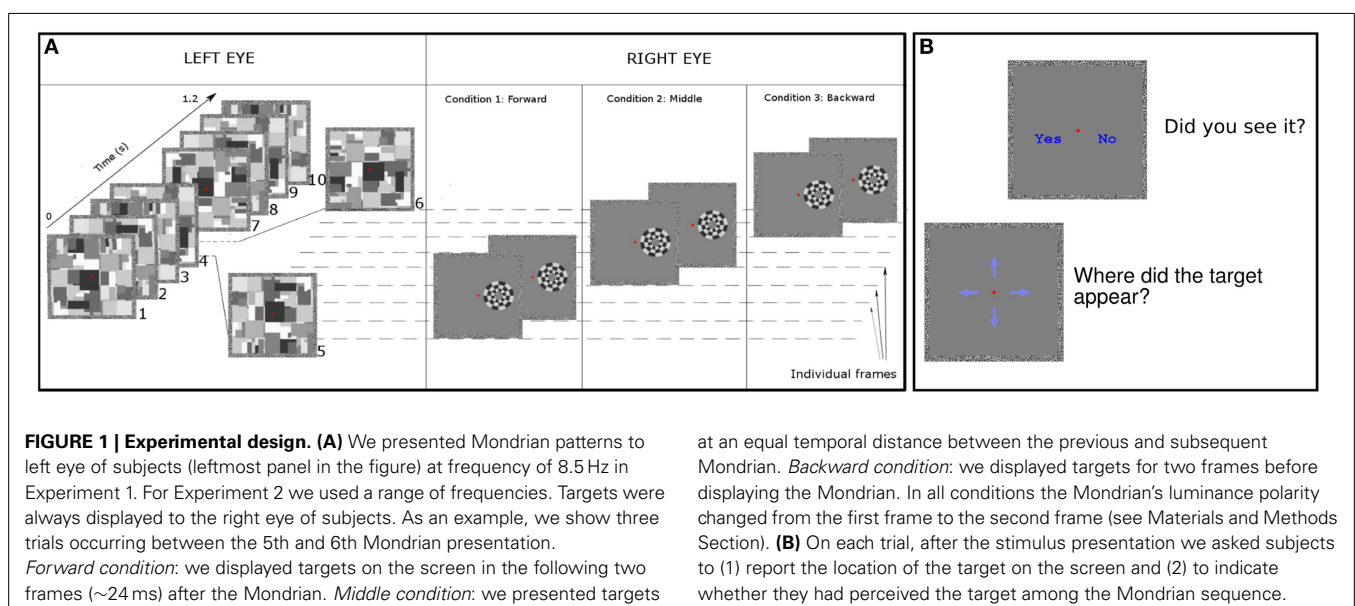 A
LEFT EYE
RIGHT EYE
1.2
Time (s)
0
1
2
3
4
5
6
7
8
9
10
Condition 1: Forward
Condition 2: Middle
Condition 3: Backward
Individual frames
B
Yes
No
Did you see it?
Where did the target
appear?
FIGURE 1 | Experimental design. (A) We presented Mondrian patterns to
left eye of subjects (leftmost panel in the figure) at frequency of 8.5 Hz in
Experiment 1. For Experiment 2 we used a range of frequencies. Targets were
always displayed to the right eye of subjects. As an example, we show three
trials occurring between the 5th and 6th Mondrian presentation.
Forward condition: we displayed targets on the screen in the following two
frames (∼24 ms) after the Mondrian. Middle condition: we presented targets
at an equal temporal distance between the previous and subsequent
Mondrian. Backward condition: we displayed targets for two frames before
displaying the Mondrian. In all conditions the Mondrian's luminance polarity
changed from the first frame to the second frame (see Materials and Methods
Section). (B) On each trial, after the stimulus presentation we asked subjects
to (1) report the location of the target on the screen and (2) to indicate
whether they had perceived the target among the Mondrian sequence.